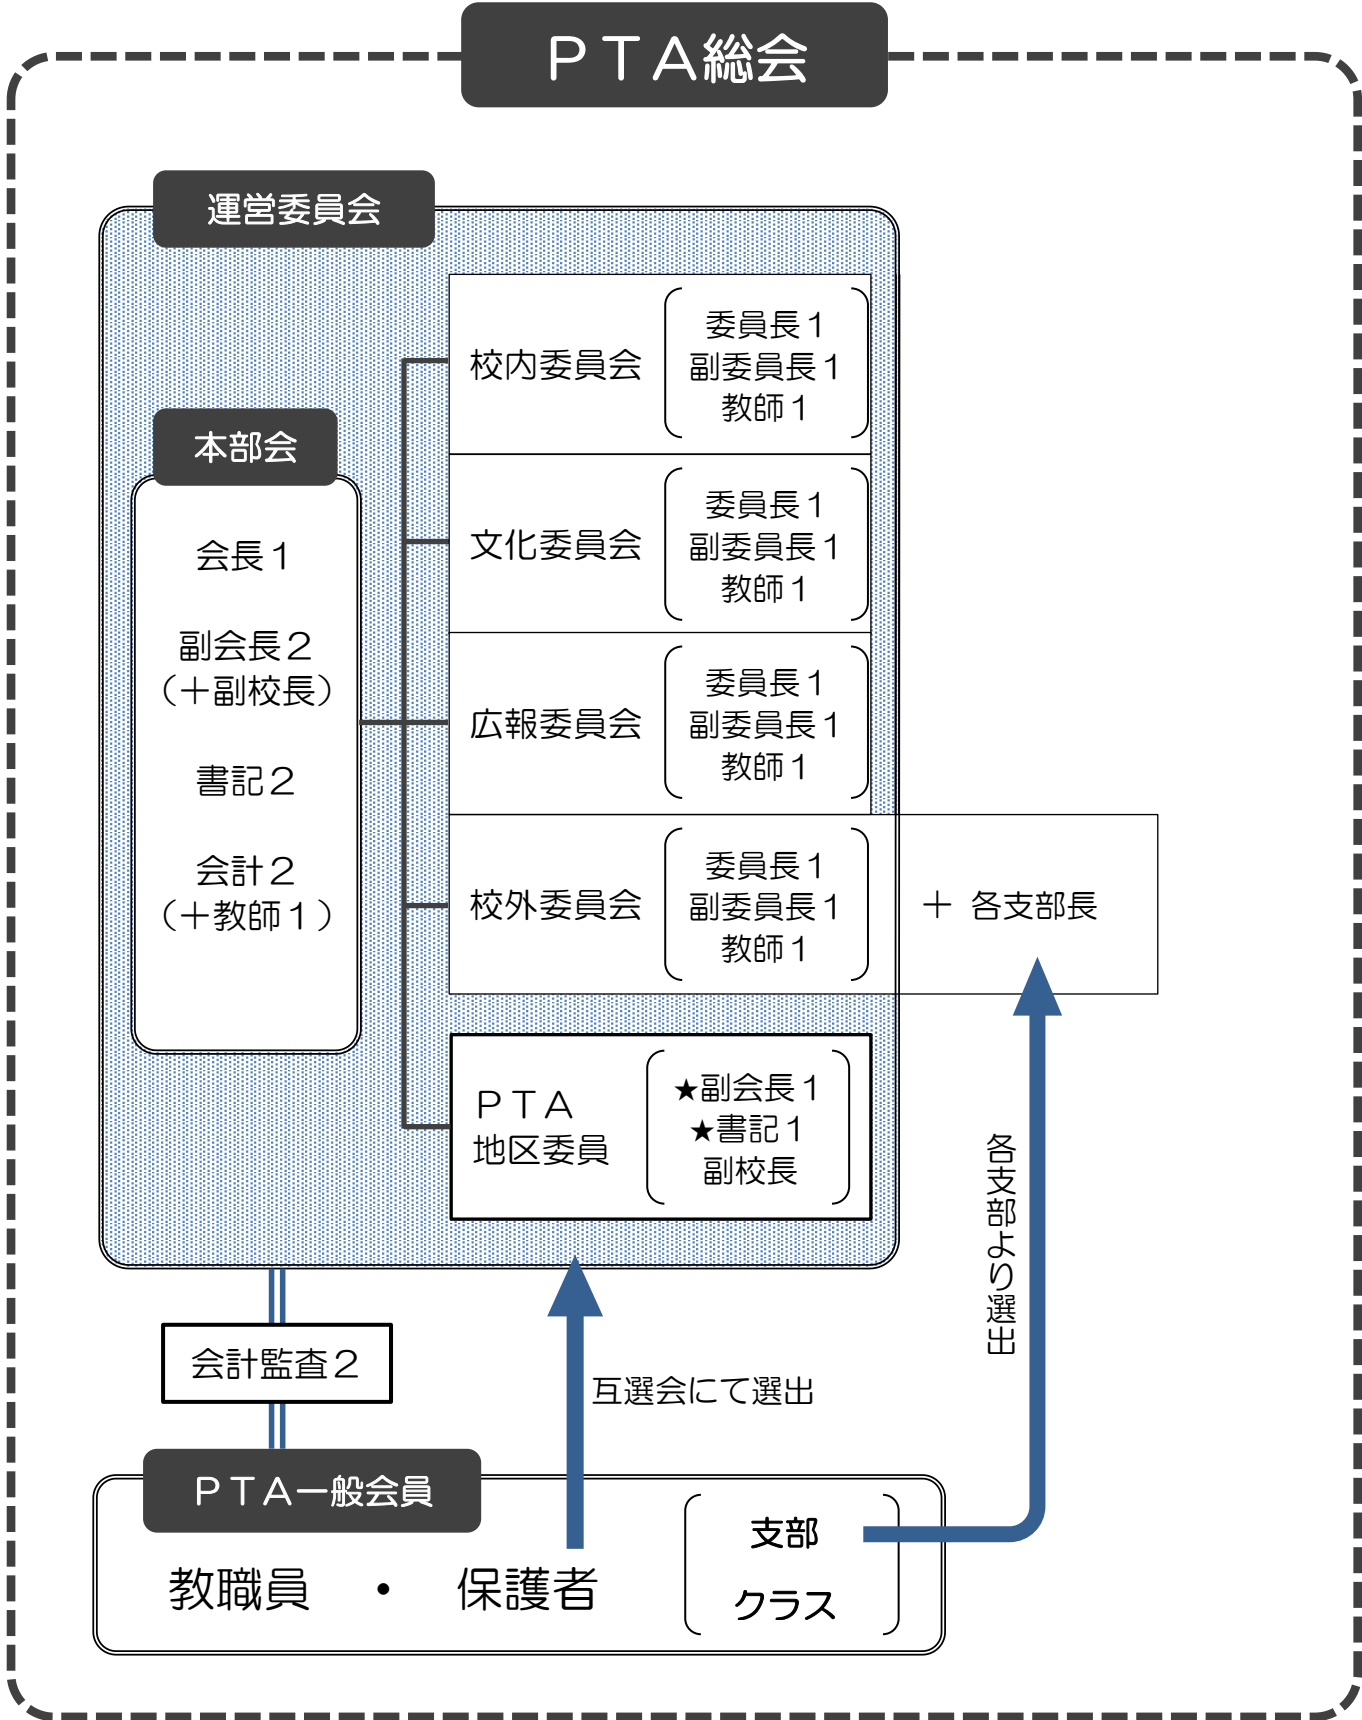 ＰＴＡ総会
運営委員会
本部会
会長１
副会長２
（＋副校長）
書記２
会計２
（＋教師１）
校内委員会
委員長１
副委員長１
教師１
文化委員会
委員長１
副委員長１
教師１
広報委員会
委員長１
副委員長１
教師１
校外委員会
委員長１
副委員長１
教師１
＋ 各支部長
ＰＴＡ
地区委員
★副会長１
★書記１
副校長
各支部より選出
会計監査２
互選会にて選出
ＰＴＡ一般会員
教職員 ・ 保護者
支部
クラス